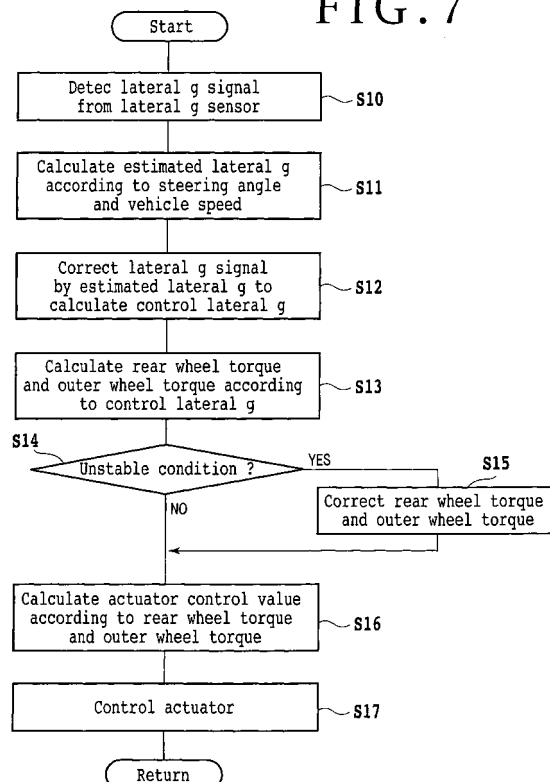 FIG. 7
Start
Detec lateral g signal
from lateral g sensor
S10
Calculate estimated lateral g
according to steering angle
and vehicle speed
S11
Correct lateral g signal
by estimated lateral g to
calculate control lateral g
S12
Calculate rear wheel torque
and outer wheel torque according
to control lateral g
S13
S14
Unstable condition ?
YES
S15
Correct rear wheel torque
and outer wheel torque
NO
Calculate actuator control value
according to rear wheel torque
and outer wheel torque
S16
Control actuator
S17
Return